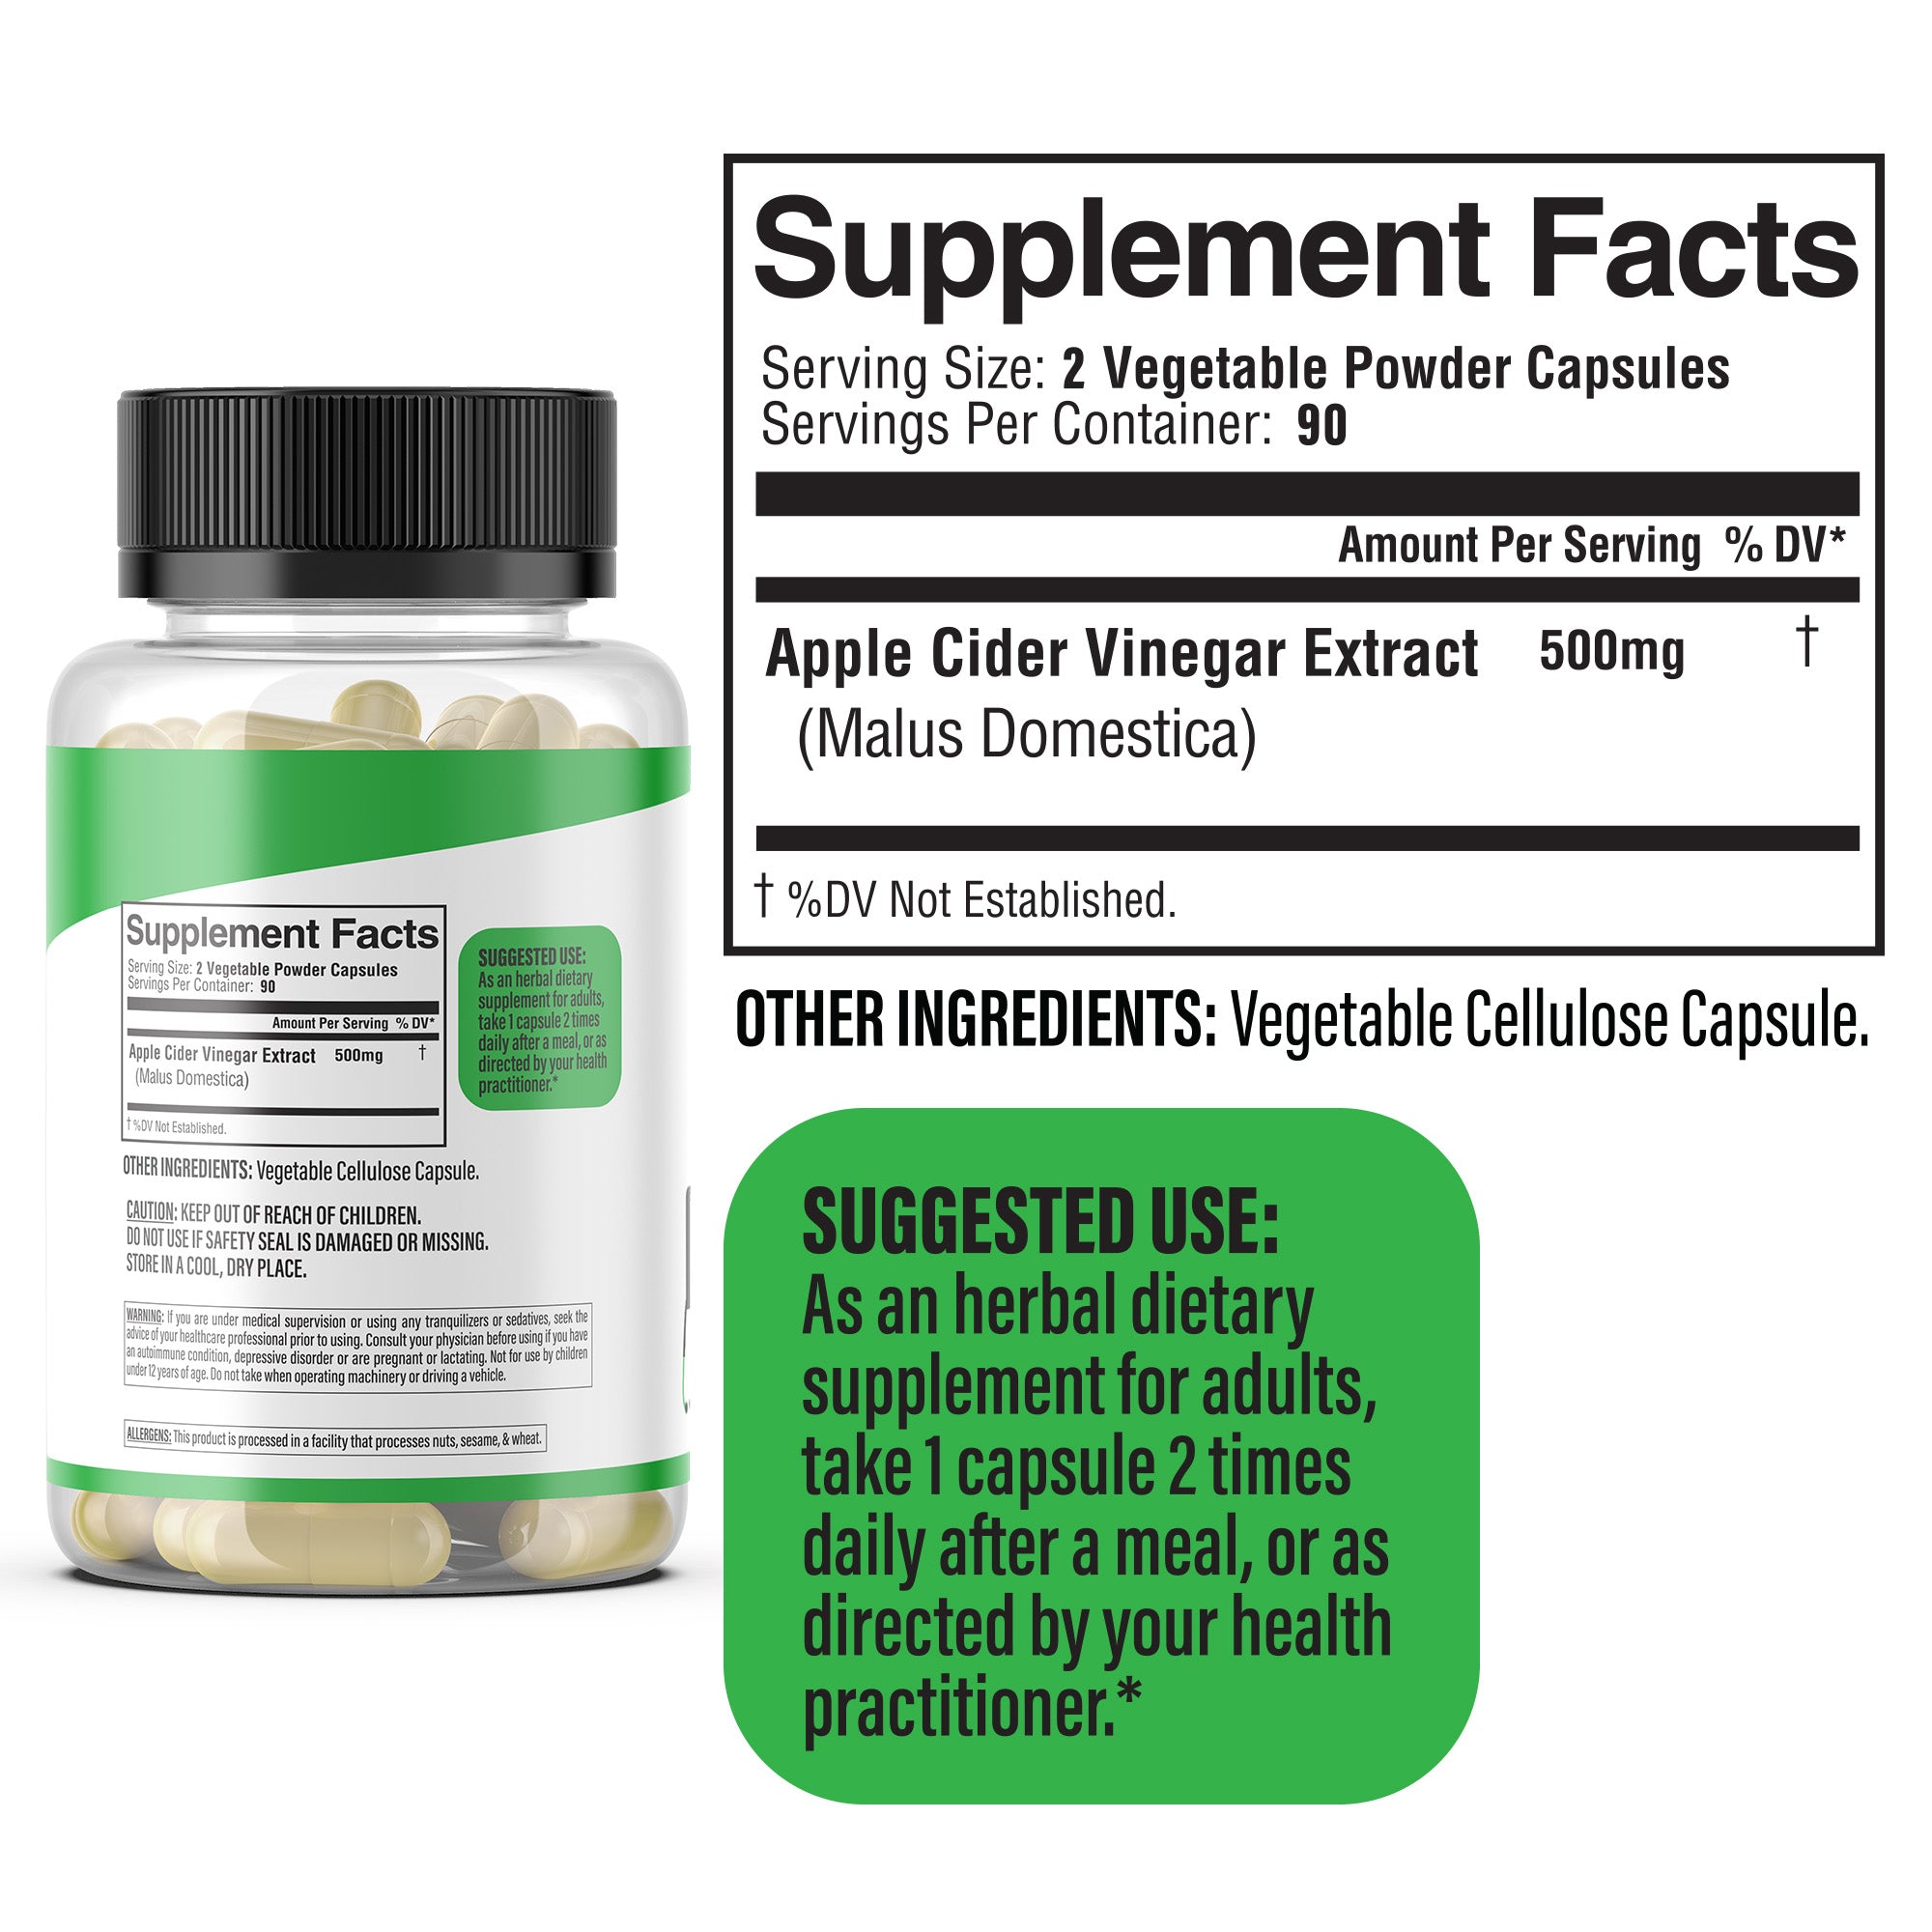 Supplement Facts
Serving Size: 2 Vegetable Powder Capsules
Servings Per Container: 90
Amount Per Serving % DV*
Apple Cider Vinegar Extract 500mg †
(Malus Domestica)
† %DV Not Established.
OTHER INGREDIENTS: Vegetable Cellulose Capsule.
SUGGESTED USE:
As an herbal dietary
supplement for adults,
take 1 capsule 2 times
daily after a meal, or as
directed by your health
practitioner.*
Supplement Facts
Serving Size: 2 Vegetable Powder Capsules
Servings Per Container: 90
Amount Per Serving % DV*
Apple Cider Vinegar Extract 500mg †
(Malus Domestica)
† %DV Not Established.
SUGGESTED USE:
As an herbal dietary
supplement for adults,
take 1 capsule 2 times
daily after a meal, or as
directed by your health
practitioner.*
OTHER INGREDIENTS: Vegetable Cellulose Capsule.
CAUTION: KEEP OUT OF REACH OF CHILDREN.
DO NOT USE IF SAFETY SEAL IS DAMAGED OR MISSING.
STORE IN A COOL, DRY PLACE.
WARNING: If you are under medical supervision or using any tranquilizers or sedatives, seek the
advice of your healthcare professional prior to using. Consult your physician before using if you have
an autoimmune condition, depressive disorder or are pregnant or lactating. Not for use by children
under 12 years of age. Do not take when operating machinery or driving a vehicle.
ALLERGENS: This product is processed in a facility that processes nuts, sesame, & wheat.